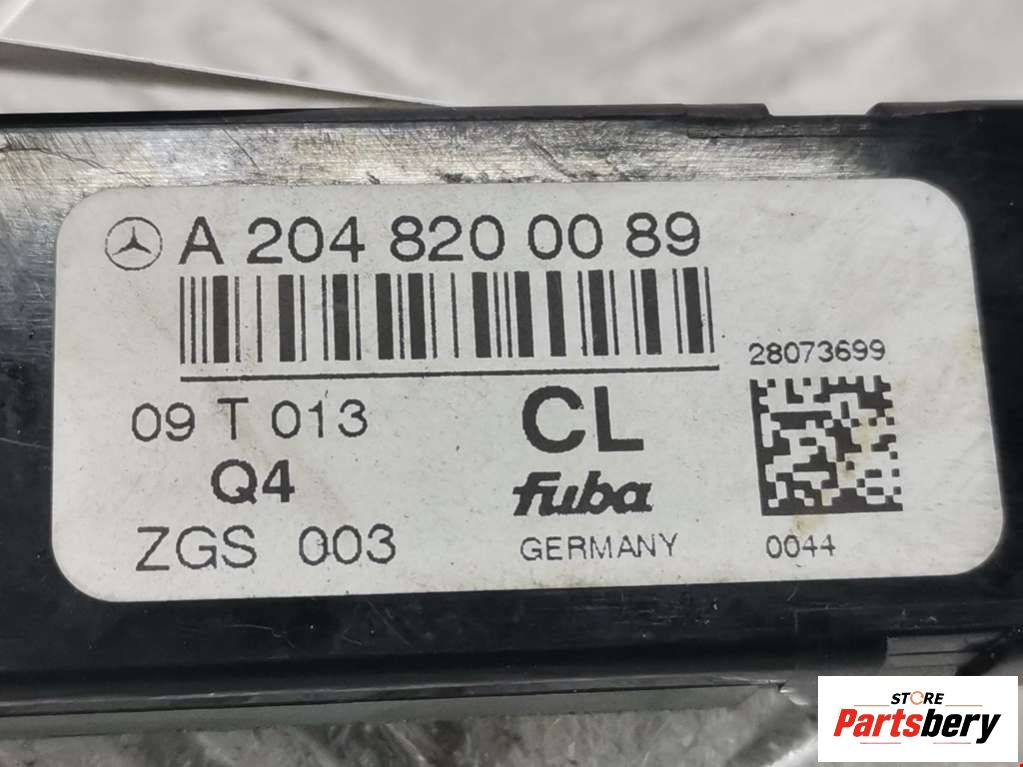 A 204 820 00 89
28073699
09 T 013
CL
Q4
fuba
ZGS 003
GERMANY
0044
STORE
Partsbery